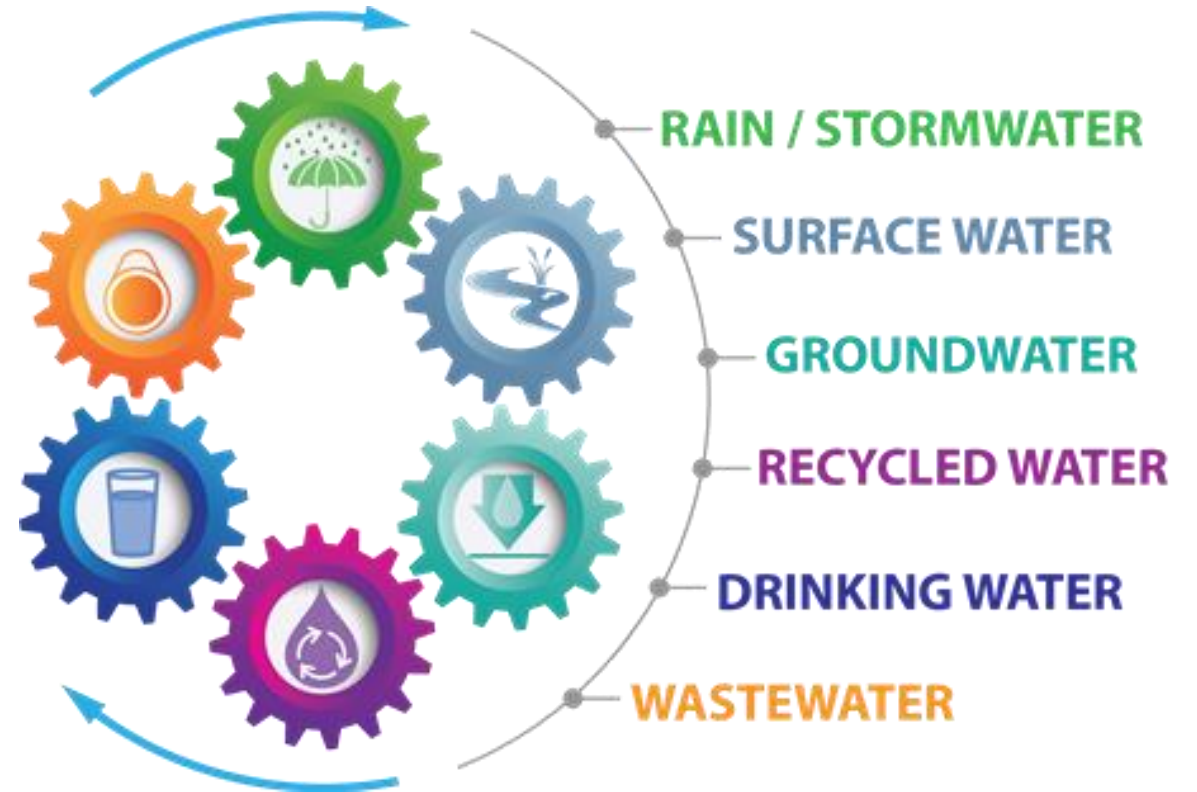 RAIN / STORMWATER
SURFACE WATER
GROUNDWATER
RECYCLED WATER
DRINKING WATER
WASTEWATER